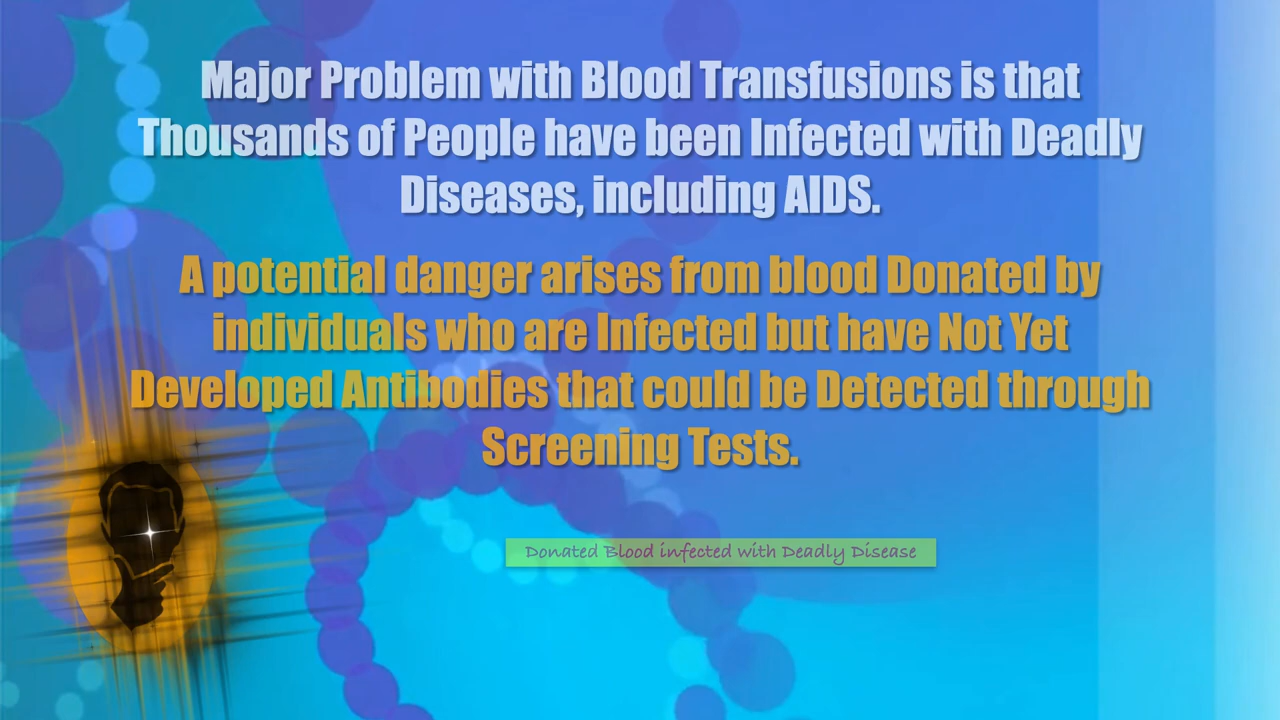 Major Problem with Blood Transfusions is that
Thousands of People have been Infected with Deadly
Diseases, including AIDS.
A potential danger arises from blood Donated by
individuals who are Infected but have Not Yet
Developed Antibodies that could be Detected through
Screening Tests.
Donated Blood infected with Deadly Disease